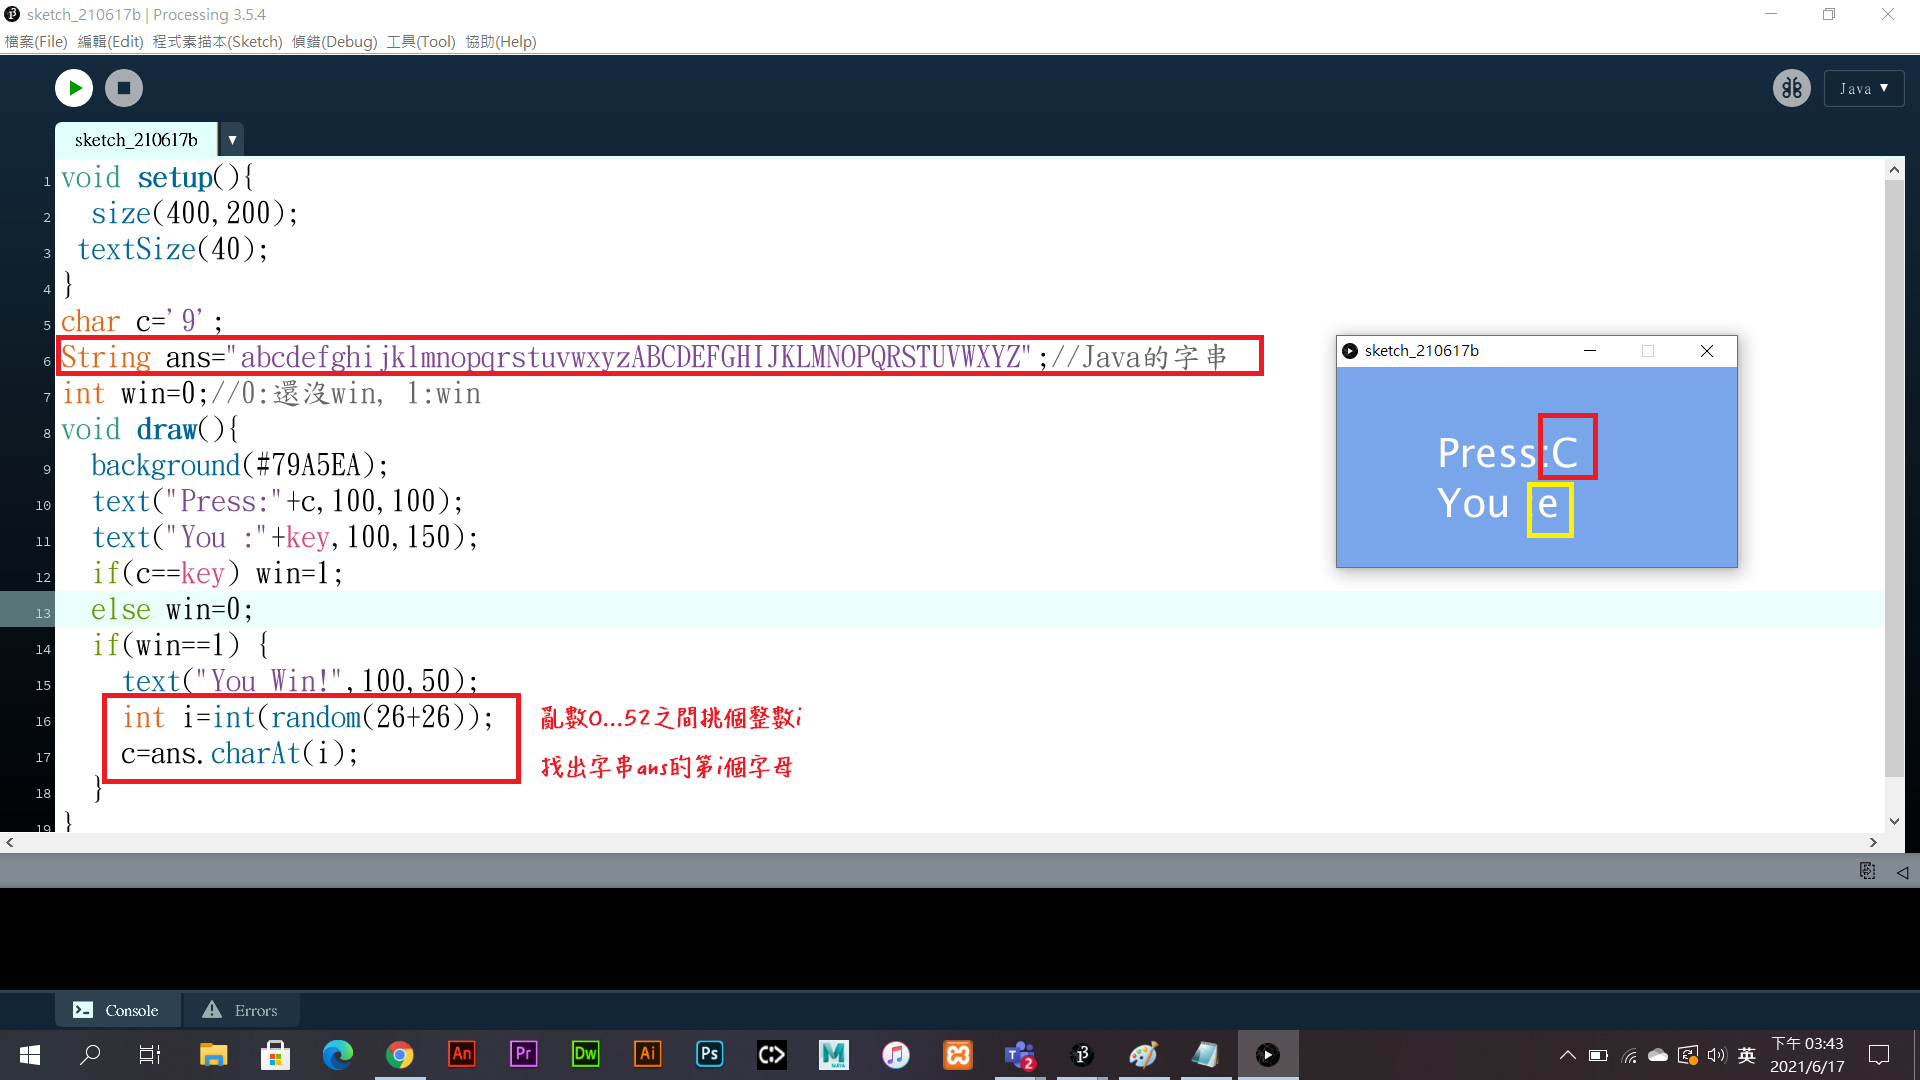 sketch_210617b | Processing 3.5.4
檔案(File) 編輯(Edit) 程式素描本(Sketch) 偵錯(Debug) 工具(Tool) 協助(Help)
Java ▼
sketch_210617b ▼
1 void setup(){
2 size(400,200);
3 textSize(40);
4 }
5 char c='9';
6 String ans="abcdefghijklmnopqrstuvwxyzABCDEFGHIJKLMNOPQRSTUVWXYZ";//Java的字串
7 int win=0;//0:還沒win, 1:win
8 void draw(){
9 background(#79A5EA);
10 text("Press:"+c,100,100);
11 text("You :"+key,100,150);
12 if(c==key) win=1;
13 else win=0;
14 if(win==1) {
15 text("You Win!",100,50);
16 int i=int(random(26+26));
17 c=ans.charAt(i);
18 }
19 }
亂數0...52之間挑個整數i
找出字串ans的第i個字母
sketch_210617b
Press:C
You :e
Console
Errors
An
Pr
Dw
Ai
Ps
M
MAYA
2
英
下午 03:43
2021/6/17